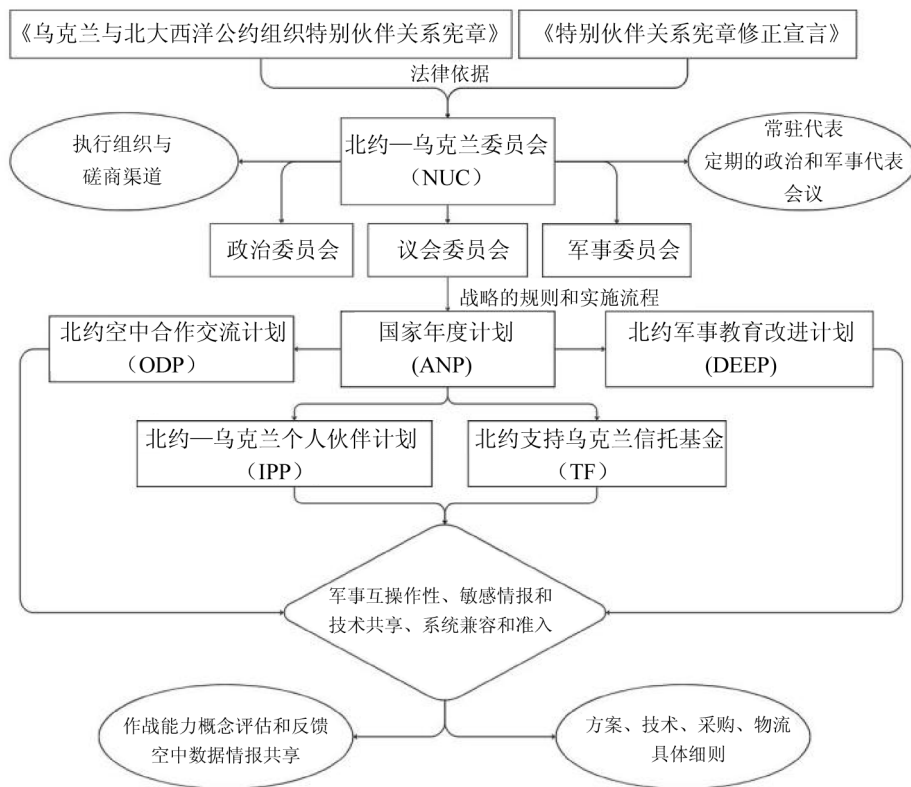 《乌克兰与北大西洋公约组织特别伙伴关系宪章》
《特别伙伴关系宪章修正宣言》
法律依据
执行组织与
磋商渠道
北约—乌克兰委员会
（NUC）
常驻代表
定期的政治和军事代表
会议
政治委员会
议会委员会
军事委员会
战略的规则和实施流程
北约空中合作交流计划
（ODP）
国家年度计划
(ANP)
北约军事教育改进计划
(DEEP)
北约—乌克兰个人伙伴计划
（IPP）
北约支持乌克兰信托基金
（TF）
军事互操作性、敏感情报和
技术共享、系统兼容和准入
作战能力概念评估和反馈
空中数据情报共享
方案、技术、采购、物流
具体细则